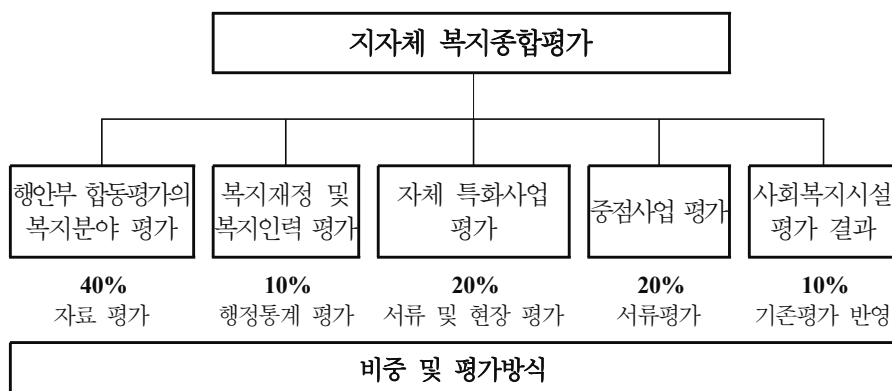 지자체 복지종합평가
행안부 합동평가의
복지분야 평가
복지재정 및
복지인력 평가
자체 특화사업
평가
중점사업 평가
사회복지시설
평가 결과
40%
자료 평가
10%
행정통계 평가
20%
서류 및 현장 평가
20%
서류평가
10%
기존평가 반영
비중 및 평가방식